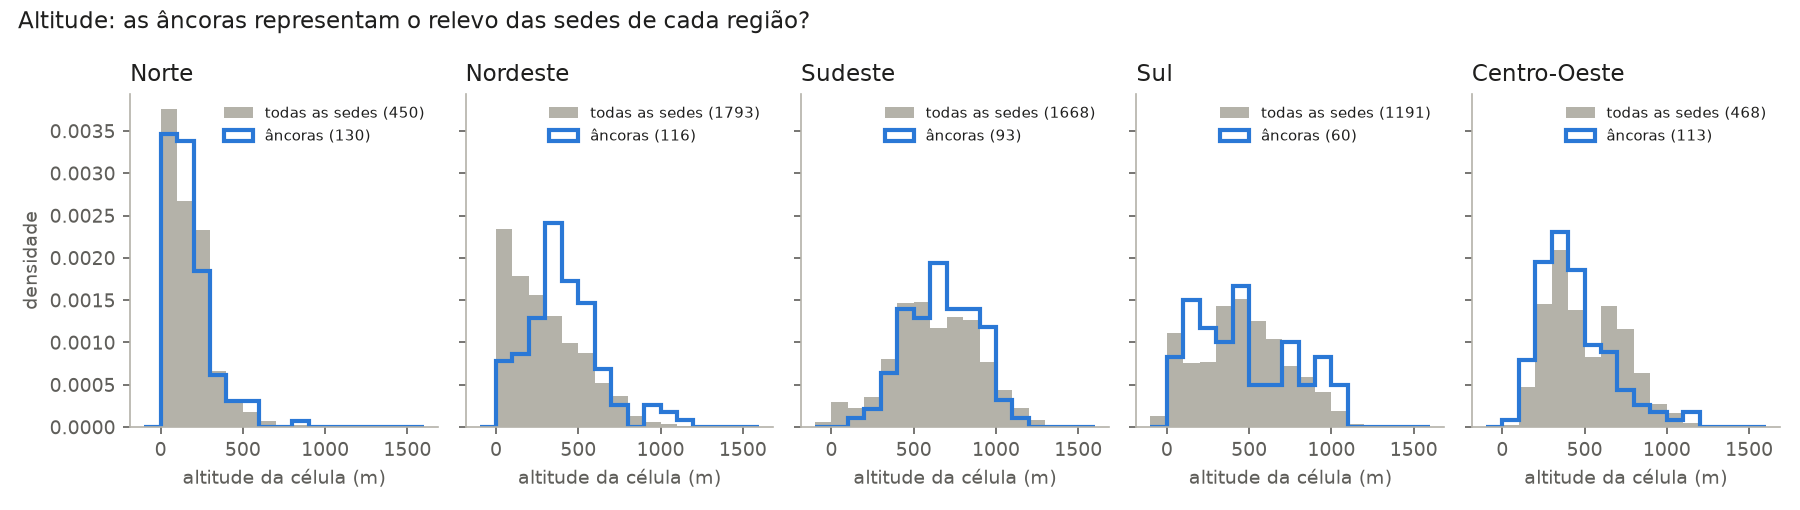 Altitude: as âncoras representam o relevo das sedes de cada região?
Norte
todas as sedes (450)
âncoras (130)
densidade
0.0035
0.0030
0.0025
0.0020
0.0015
0.0010
0.0005
0.0000
0
500
1000
1500
altitude da célula (m)
Nordeste
todas as sedes (1793)
âncoras (116)
0
500
1000
1500
altitude da célula (m)
Sudeste
todas as sedes (1668)
âncoras (93)
0
500
1000
1500
altitude da célula (m)
Sul
todas as sedes (1191)
âncoras (60)
0
500
1000
1500
altitude da célula (m)
Centro-Oeste
todas as sedes (468)
âncoras (113)
0
500
1000
1500
altitude da célula (m)